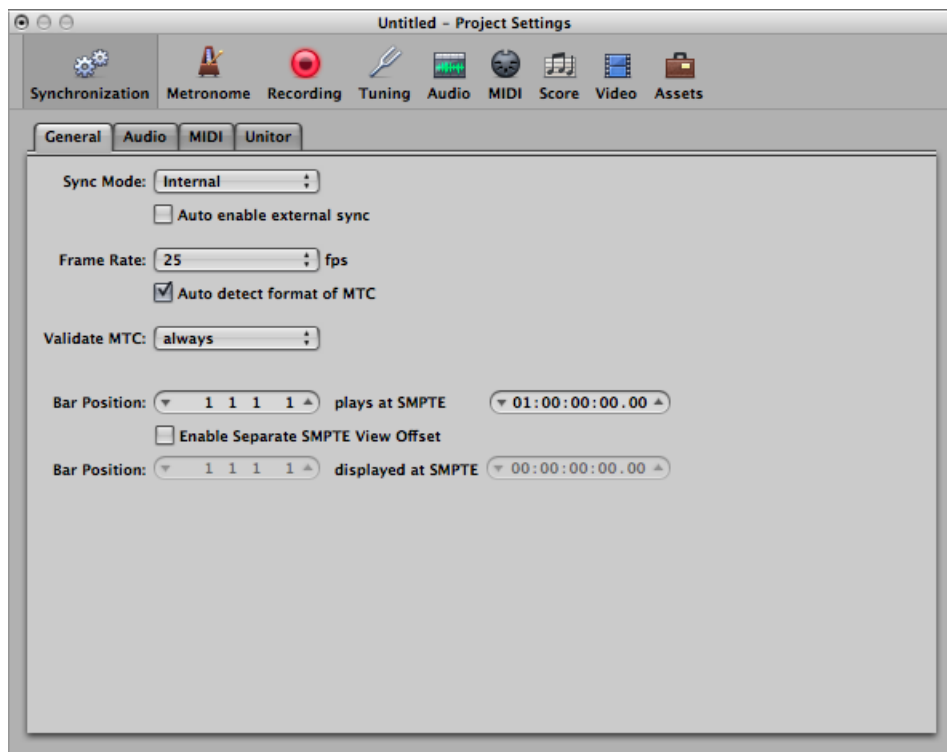 Untitled – Project Settings
Synchronization Metronome Recording Tuning Audio MIDI Score Video Assets
General Audio MIDI Unitor
Sync Mode: Internal
Auto enable external sync
Frame Rate: 25 fps
Auto detect format of MTC
Validate MTC: always
Bar Position: 1 1 1 1 plays at SMPTE 01:00:00:00.00
Enable Separate SMPTE View Offset
Bar Position: 1 1 1 1 displayed at SMPTE 00:00:00:00.00